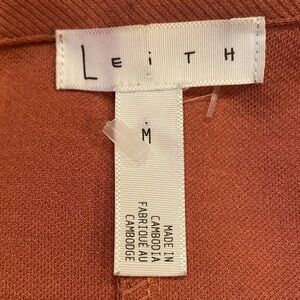 Leith
M
MADE IN
CAMBODIA
FABRIQUÉ AU
CAMBODGE